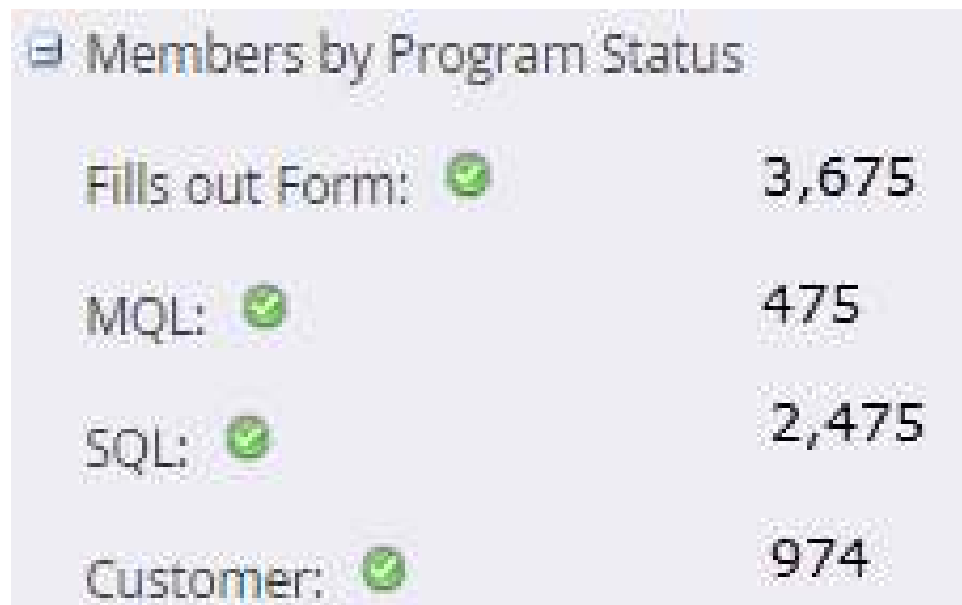 Members by Program Status
Fills out Form: 3,675
MQL: 475
SQL: 2,475
Customer: 974